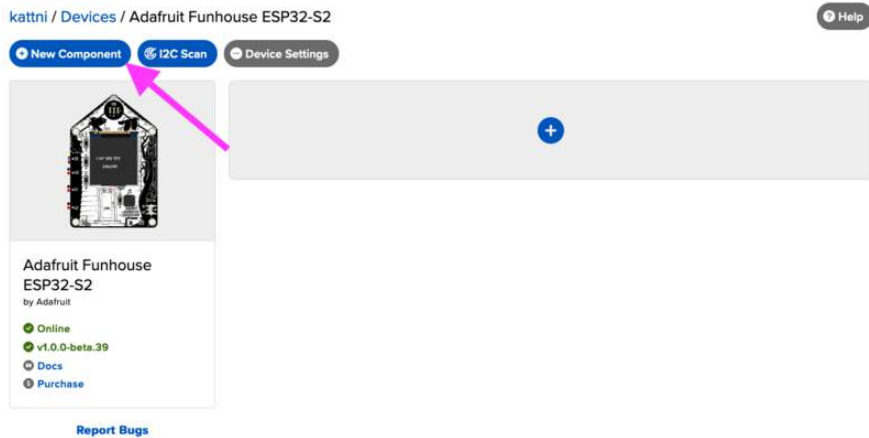 kattni / Devices / Adafruit Funhouse ESP32-S2
Help
New Component
I2C Scan
Device Settings
Adafruit Funhouse
ESP32-S2
by Adafruit
Online
v1.0.0-beta.39
Docs
Purchase
Report Bugs